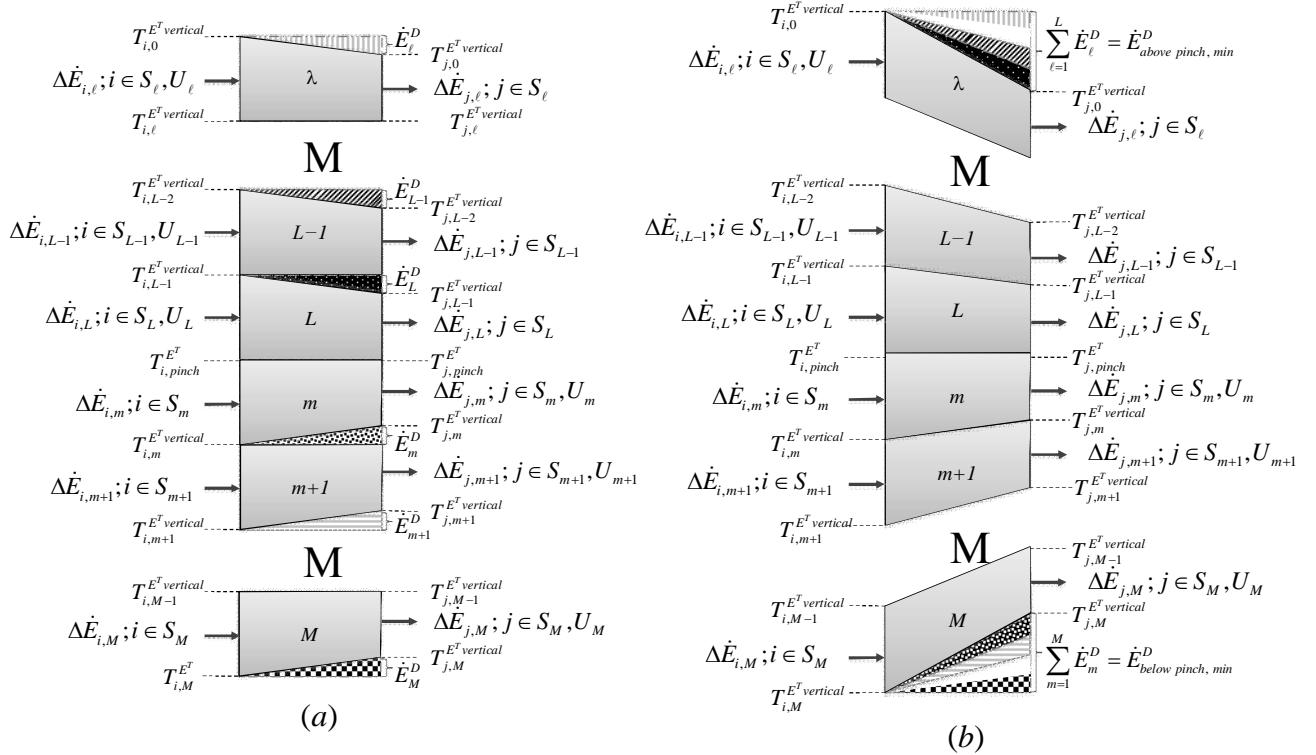 T_{i,0}^{E^T vertical}
Ė_ℓ^D
T_{j,0}^{E^T vertical}
ΔĖ_{i,ℓ}; i ∈ S_ℓ, U_ℓ
λ
ΔĖ_{j,ℓ}; j ∈ S_ℓ
T_{i,ℓ}^{E^T vertical}
T_{j,ℓ}^{E^T vertical}
M
T_{i,L-2}^{E^T vertical}
Ė_{L-1}^D
T_{j,L-2}^{E^T vertical}
ΔĖ_{i,L-1}; i ∈ S_{L-1}, U_{L-1}
L-1
ΔĖ_{j,L-1}; j ∈ S_{L-1}
T_{i,L-1}^{E^T vertical}
Ė_L^D
T_{j,L-1}^{E^T vertical}
ΔĖ_{i,L}; i ∈ S_L, U_L
L
ΔĖ_{j,L}; j ∈ S_L
T_{i,pinch}^{E^T}
T_{j,pinch}^{E^T}
ΔĖ_{i,m}; i ∈ S_m
m
ΔĖ_{j,m}; j ∈ S_m, U_m
T_{j,m}^{E^T vertical}
T_{i,m}^{E^T vertical}
Ė_m^D
ΔĖ_{i,m+1}; i ∈ S_{m+1}
m+1
ΔĖ_{j,m+1}; j ∈ S_{m+1}, U_{m+1}
T_{j,m+1}^{E^T vertical}
T_{i,m+1}^{E^T vertical}
Ė_{m+1}^D
M
T_{i,M-1}^{E^T vertical}
T_{j,M-1}^{E^T vertical}
ΔĖ_{i,M}; i ∈ S_M
M
ΔĖ_{j,M}; j ∈ S_M, U_M
T_{j,M}^{E^T vertical}
T_{i,M}^{E^T}
Ė_M^D
(a)
T_{i,0}^{E^T vertical}
∑_{ℓ=1}^{L} Ė_ℓ^D = Ė_{above pinch, min}^D
ΔĖ_{i,ℓ}; i ∈ S_ℓ, U_ℓ
λ
T_{j,0}^{E^T vertical}
ΔĖ_{j,ℓ}; j ∈ S_ℓ
M
T_{i,L-2}^{E^T vertical}
T_{j,L-2}^{E^T vertical}
ΔĖ_{i,L-1}; i ∈ S_{L-1}, U_{L-1}
L-1
ΔĖ_{j,L-1}; j ∈ S_{L-1}
T_{i,L-1}^{E^T vertical}
T_{j,L-1}^{E^T vertical}
ΔĖ_{i,L}; i ∈ S_L, U_L
L
ΔĖ_{j,L}; j ∈ S_L
T_{i,pinch}^{E^T}
T_{j,pinch}^{E^T}
ΔĖ_{i,m}; i ∈ S_m
m
ΔĖ_{j,m}; j ∈ S_m, U_m
T_{j,m}^{E^T vertical}
T_{i,m}^{E^T vertical}
ΔĖ_{i,m+1}; i ∈ S_{m+1}
m+1
ΔĖ_{j,m+1}; j ∈ S_{m+1}, U_{m+1}
T_{j,m+1}^{E^T vertical}
T_{i,m+1}^{E^T vertical}
M
T_{j,M-1}^{E^T vertical}
ΔĖ_{j,M}; j ∈ S_M, U_M
T_{i,M-1}^{E^T vertical}
M
T_{j,M}^{E^T vertical}
ΔĖ_{i,M}; i ∈ S_M
∑_{m=1}^{M} Ė_m^D = Ė_{below pinch, min}^D
T_{i,M}^{E^T vertical}
(b)